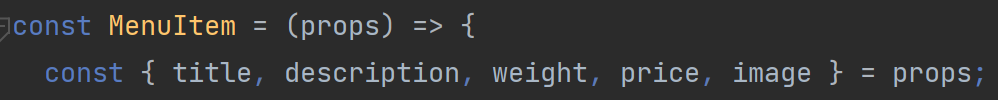 const MenuItem = (props) => {
const { title, description, weight, price, image } = props;